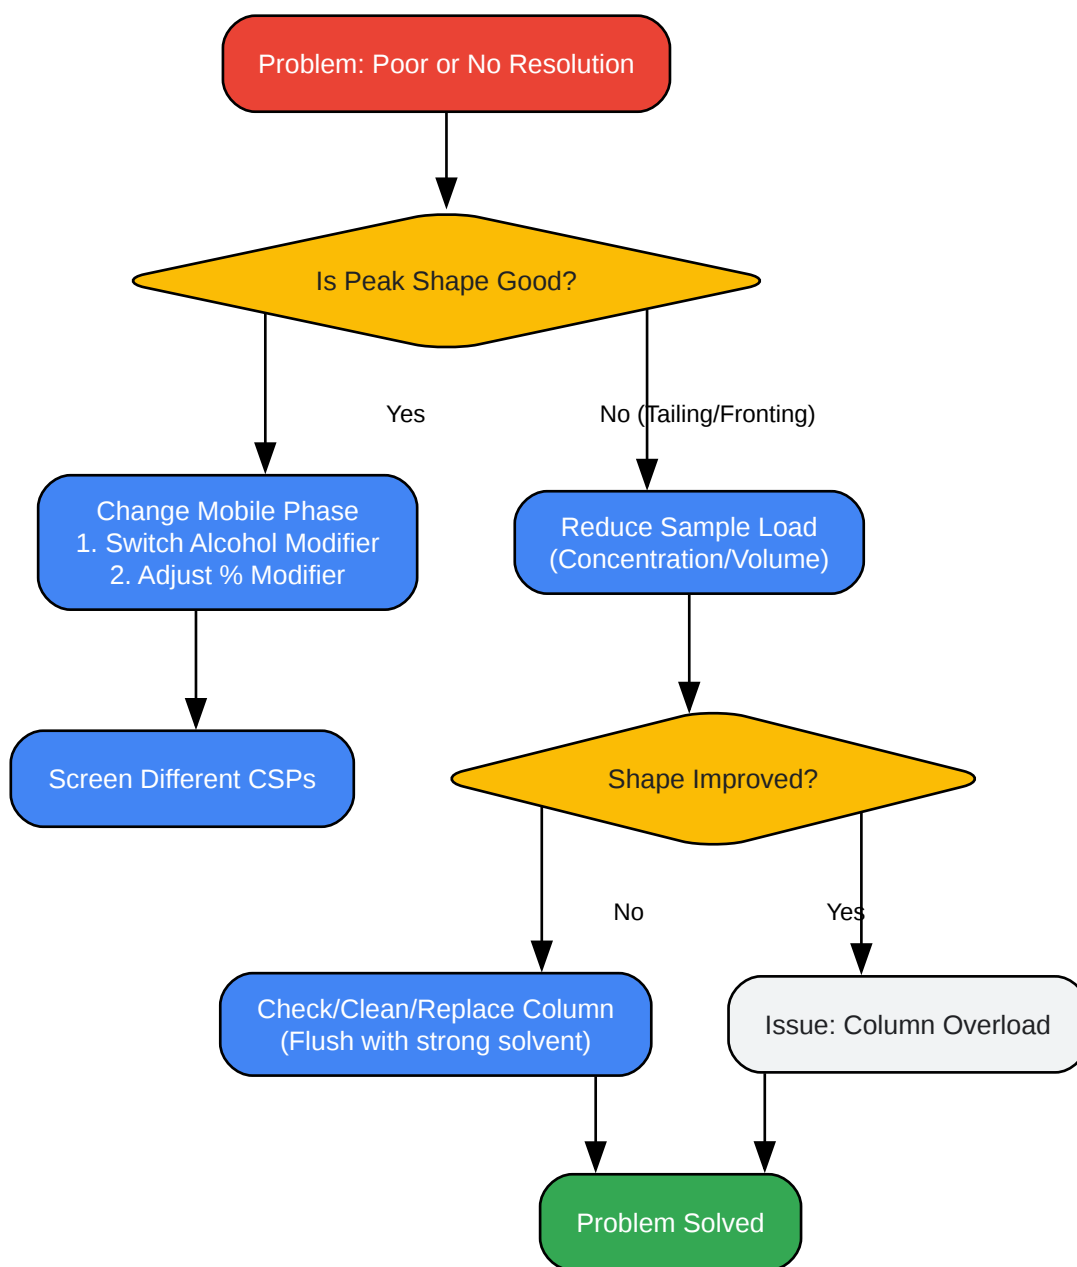 Problem: Poor or No Resolution
Is Peak Shape Good?
Yes
No (Tailing/Fronting)
Change Mobile Phase
1. Switch Alcohol Modifier
2. Adjust % Modifier
Reduce Sample Load
(Concentration/Volume)
Screen Different CSPs
Shape Improved?
No
Yes
Check/Clean/Replace Column
(Flush with strong solvent)
Issue: Column Overload
Problem Solved